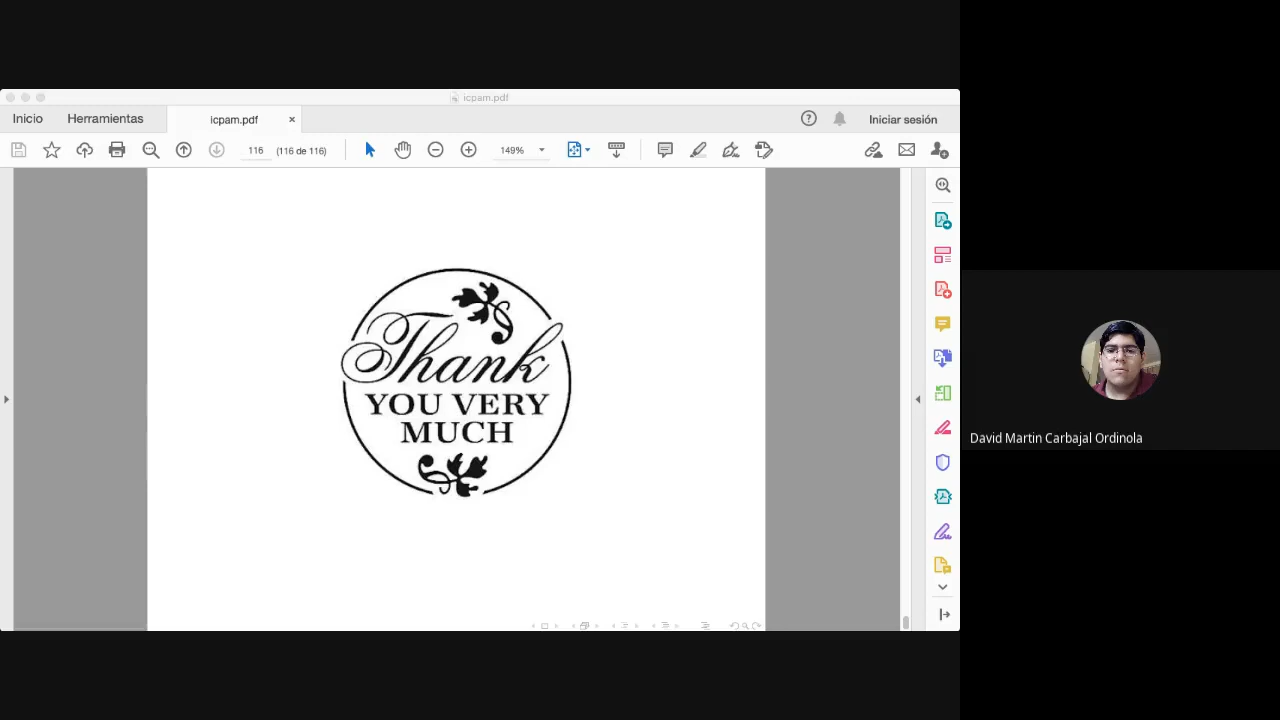 icpam.pdf
Inicio
Herramientas
icpam.pdf
Iniciar sesión
116 (116 de 116)
149%
Thank
YOU VERY
MUCH
David Martin Carbajal Ordinola